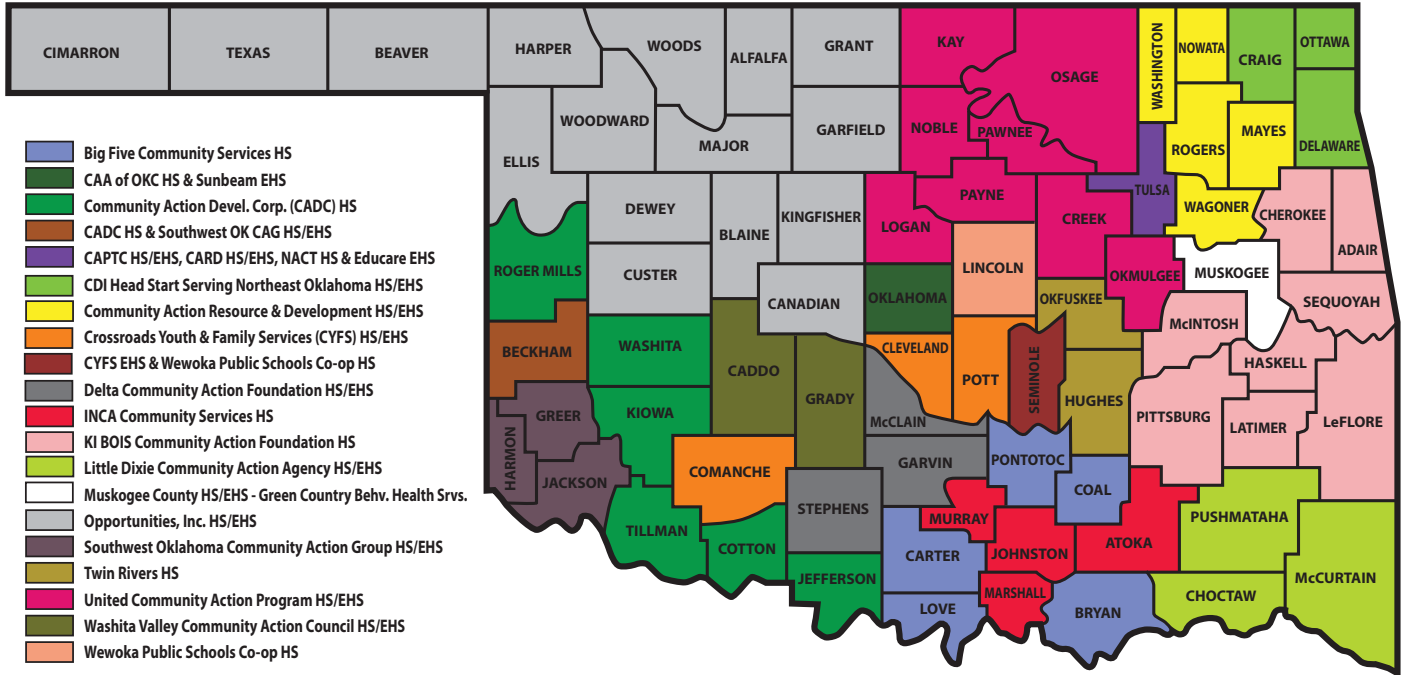 CIMARRON
TEXAS
BEAVER
HARPER
WOODS
ALFALFA
GRANT
KAY
OSAGE
WASHINGTON
NOWATA
CRAIG
OTTAWA
WOODWARD
ELLIS
MAJOR
GARFIELD
NOBLE
PAWNEE
ROGERS
MAYES
DELAWARE
DEWEY
BLAINE
KINGFISHER
LOGAN
PAYNE
CREEK
TULSA
WAGONER
CHEROKEE
ADAIR
ROGER MILLS
CUSTER
CANADIAN
OKLAHOMA
LINCOLN
OKFUSKEE
OKMULGEE
MUSKOGEE
SEQUOYAH
McINTOSH
BECKHAM
WASHITA
CADDO
GRADY
CLEVELAND
POTT
SEMINOLE
HUGHES
HASKELL
PITTSBURG
LATIMER
LeFLORE
GREER
HARMON
JACKSON
KIOWA
COMANCHE
McCLAIN
GARVIN
PONTOTOC
COAL
TILLMAN
COTTON
STEPHENS
JEFFERSON
MURRAY
CARTER
JOHNSTON
ATOKA
PUSHMATAHA
LOVE
MARSHALL
BRYAN
CHOCTAW
McCURTAIN
Big Five Community Services HS
CAA of OKC HS & Sunbeam EHS
Community Action Devel. Corp. (CADC) HS
CADC HS & Southwest OK CAG HS/EHS
CAPTC HS/EHS, CARD HS/EHS, NACT HS & Educare EHS
CDI Head Start Serving Northeast Oklahoma HS/EHS
Community Action Resource & Development HS/EHS
Crossroads Youth & Family Services (CYFS) HS/EHS
CYFS EHS & Wewoka Public Schools Co-op HS
Delta Community Action Foundation HS/EHS
INCA Community Services HS
KI BOIS Community Action Foundation HS
Little Dixie Community Action Agency HS/EHS
Muskogee County HS/EHS - Green Country Behv. Health Srvs.
Opportunities, Inc. HS/EHS
Southwest Oklahoma Community Action Group HS/EHS
Twin Rivers HS
United Community Action Program HS/EHS
Washita Valley Community Action Council HS/EHS
Wewoka Public Schools Co-op HS